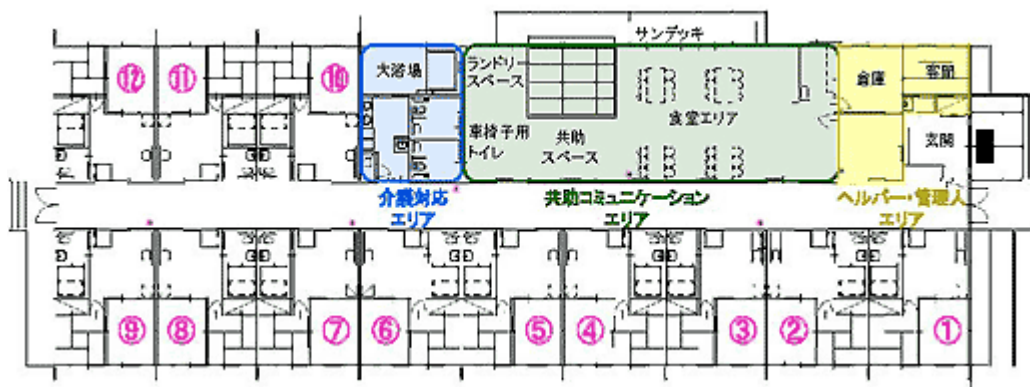 サンデッキ
⑫
⑪
⑩
大浴場
ランドリー
スペース
倉庫
玄関
食堂エリア
車椅子用
トイレ
共助
スペース
玄関
介護対応
エリア
共助コミュニケーション
エリア
ヘルパー・管理人
エリア
⑨
⑧
⑦
⑥
⑤
④
③
②
①